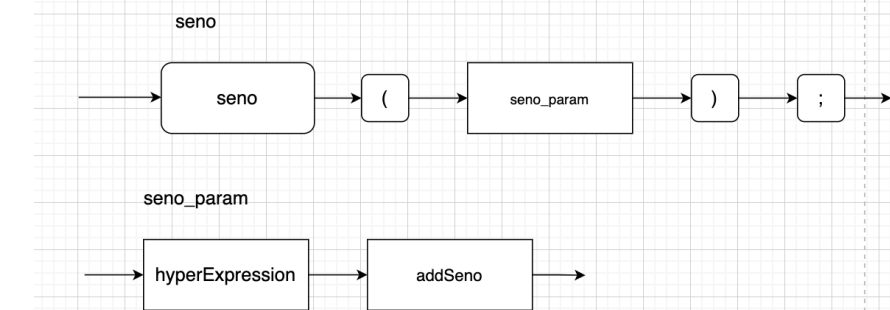 seno
seno ( seno_param ) ;
seno_param
hyperExpression addSeno